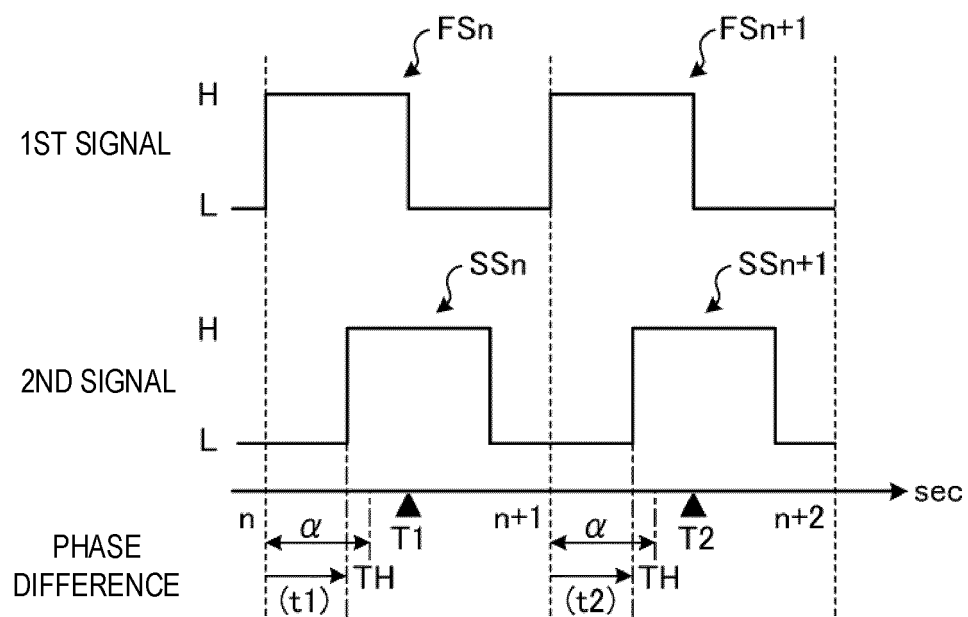 FSn FSn+1
H
1ST SIGNAL
L
SSn SSn+1
H
2ND SIGNAL
L
sec
n n+1 n+2
α T1 α T2
PHASE
DIFFERENCE
TH TH
(t1) (t2)